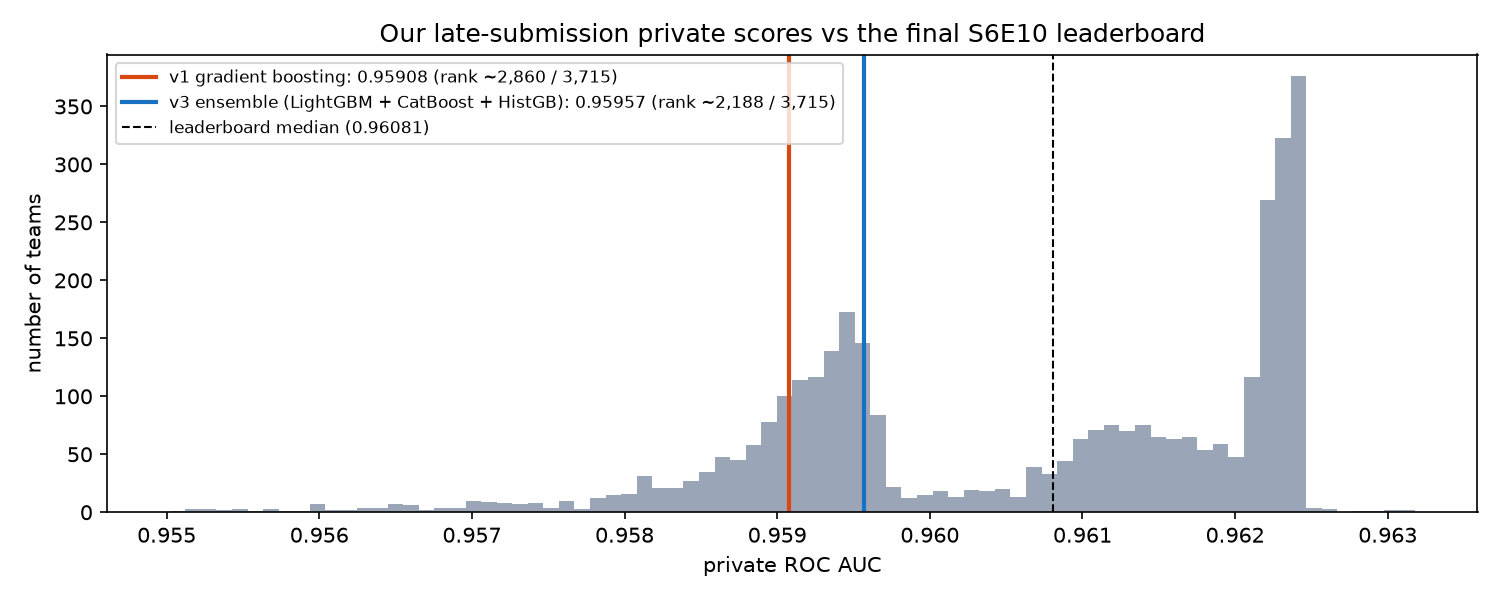 Our late-submission private scores vs the final S6E10 leaderboard
v1 gradient boosting: 0.95908 (rank ~2,860 / 3,715)
v3 ensemble (LightGBM + CatBoost + HistGB): 0.95957 (rank ~2,188 / 3,715)
leaderboard median (0.96081)
number of teams
350
300
250
200
150
100
50
0
0.955 0.956 0.957 0.958 0.959 0.960 0.961 0.962 0.963
private ROC AUC